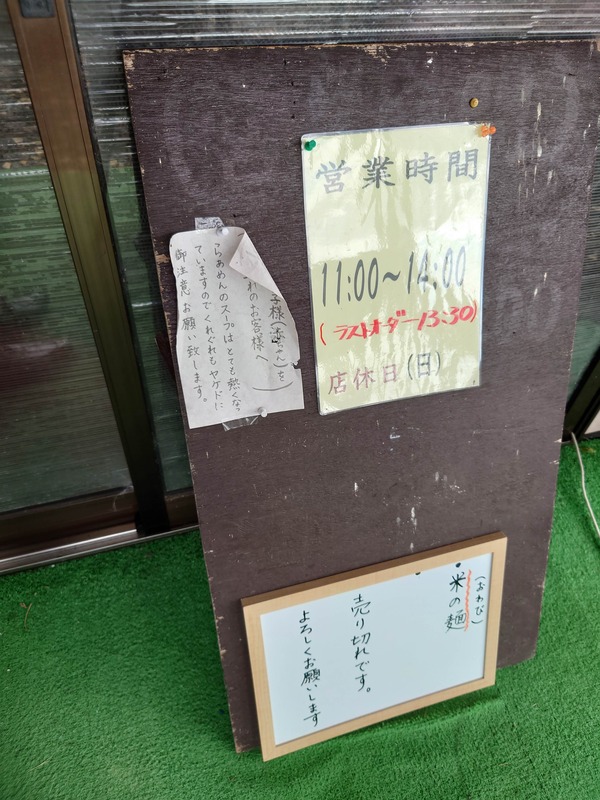 営業時間
11:00~14:00
(ラストオーダー13:30)
店休日(日)
子様(赤ちゃん)を
れのお客様へ
らあめんのスープはとても熱くなっ
ていますのでくれぐれもヤケドに
御注意お願い致します。
(おわび)
・米の麺
売り切れです。
よろしくお願いします